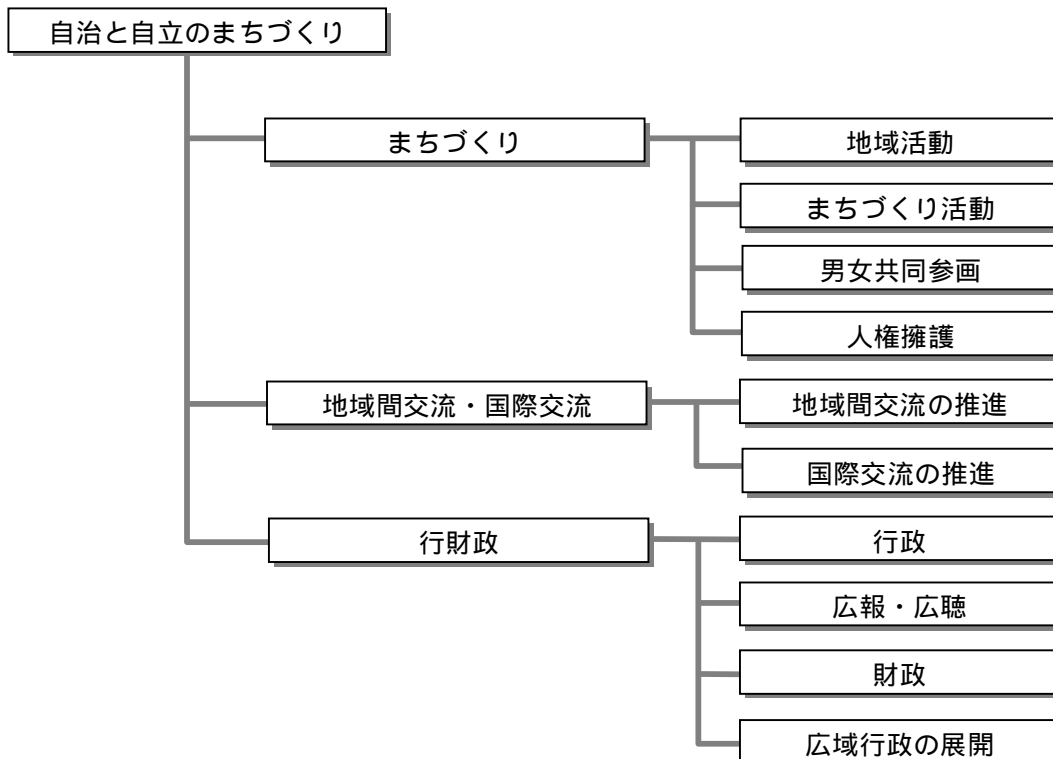 自治と自立のまちづくり
まちづくり
地域活動
まちづくり活動
男女共同参画
人権擁護
地域間交流・国際交流
地域間交流の推進
国際交流の推進
行財政
行政
広報・広聴
財政
広域行政の展開